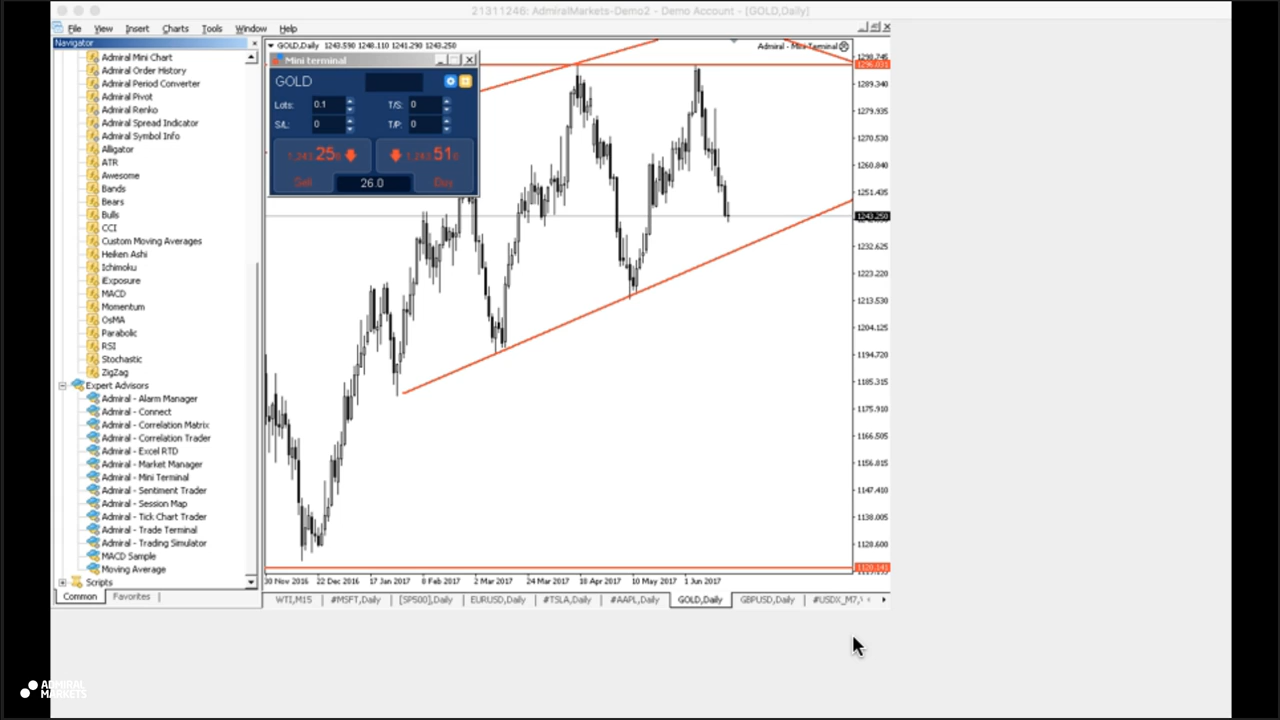 21311246: AdmiralMarkets-Demo2 - Demo Account - [GOLD,Daily]
File View Insert Charts Tools Window Help
Navigator
Admiral Mini Chart
Admiral Order History
Admiral Period Converter
Admiral Pivot
Admiral Renko
Admiral Spread Indicator
Admiral Symbol Info
Alligator
ATR
Awesome
Bands
Bears
Bulls
CCI
Custom Moving Averages
Heiken Ashi
Ichimoku
iExposure
MACD
Momentum
OsMA
Parabolic
RSI
Stochastic
ZigZag
Expert Advisors
Admiral - Alarm Manager
Admiral - Connect
Admiral - Correlation Matrix
Admiral - Correlation Trader
Admiral - Excel RTD
Admiral - Market Manager
Admiral - Mini Terminal
Admiral - Sentiment Trader
Admiral - Session Map
Admiral - Tick Chart Trader
Admiral - Trade Terminal
Admiral - Trading Simulator
MACD Sample
Moving Average
Scripts
Common Favorites
GOLD,Daily 1243.590 1248.110 1241.290 1243.250
Admiral - Mini Terminal
Mini terminal
GOLD
Lots: 0.1 T/S: 0
S/L: 0 T/P: 0
Sell 26.0 Buy
1289.340
1279.935
1270.530
1260.840
1251.435
1243.250
1232.625
1223.220
1213.530
1204.125
1194.720
1185.315
1175.910
1166.505
1156.815
1147.410
1138.005
1128.600
30 Nov 2016 22 Dec 2016 17 Jan 2017 8 Feb 2017 2 Mar 2017 24 Mar 2017 18 Apr 2017 10 May 2017 1 Jun 2017
WTI,M15 #MSFT,Daily [SP500],Daily EURUSD,Daily #TSLA,Daily #AAPL,Daily GOLD,Daily GBPUSD,Daily #USDX_M7,
ADMIRAL
MARKETS